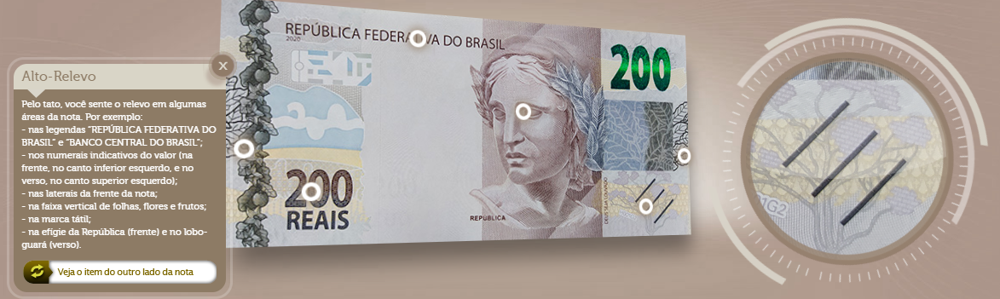 Alto-Relevo
X
Pelo tato, você sente o relevo em algumas
áreas da nota. Por exemplo:
- nas legendas "REPÚBLICA FEDERATIVA DO
BRASIL" e "BANCO CENTRAL DO BRASIL";
- nos numerais indicativos do valor (na
frente, no canto inferior esquerdo, e no
verso, no canto superior esquerdo);
- nas laterais da frente da nota;
- na faixa vertical de folhas, flores e frutos;
- na marca tátil;
- na efígie da República (frente) e no lobo-
guará (verso).
Veja o item do outro lado da nota
REPÚBLICA FEDERATIVA DO BRASIL
2020
200
200
REAIS
REPÚBLICA
DEUS SEJA LOUVADO